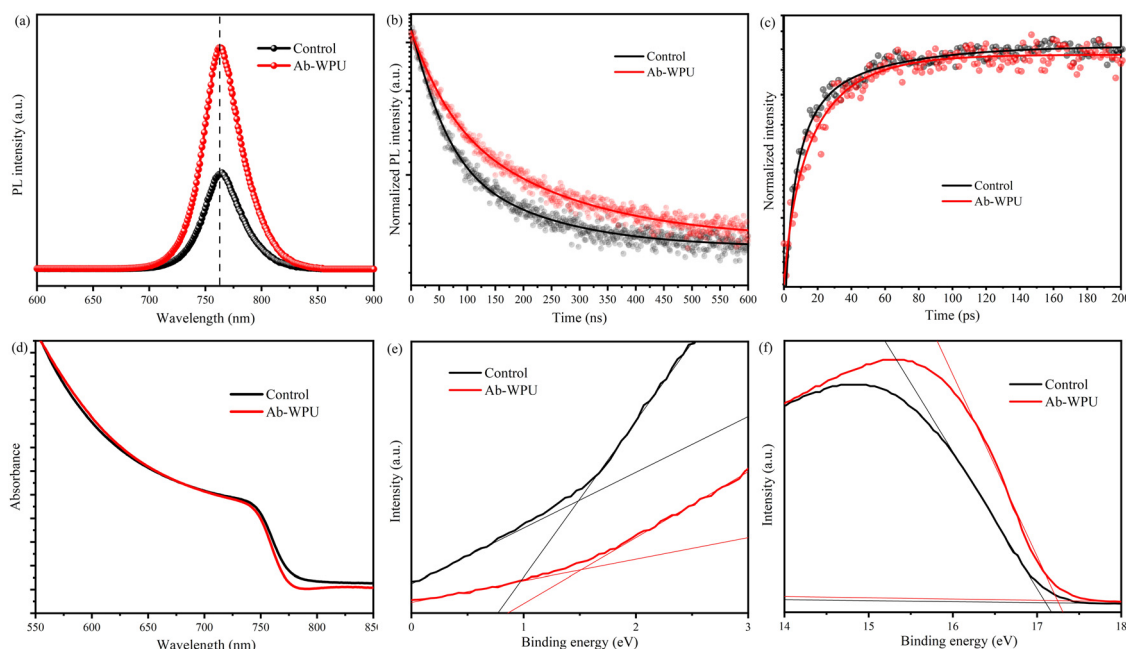 (a)
Control
Ab-WPU
PL intensity (a.u.)
600 650 700 750 800 850 900
Wavelength (nm)
(b)
Control
Ab-WPU
Normalized PL intensity (a.u.)
0 50 100 150 200 250 300 350 400 450 500 550 600
Time (ns)
(c)
Control
Ab-WPU
Normalized intensity
0 20 40 60 80 100 120 140 160 180 200
Time (ps)
(d)
Control
Ab-WPU
Absorbance
550 600 650 700 750 800 850
Wavelength (nm)
(e)
Control
Ab-WPU
Intensity (a.u.)
0 1 2 3
Binding energy (eV)
(f)
Control
Ab-WPU
Intensity (a.u.)
14 15 16 17 18
Binding energy (eV)